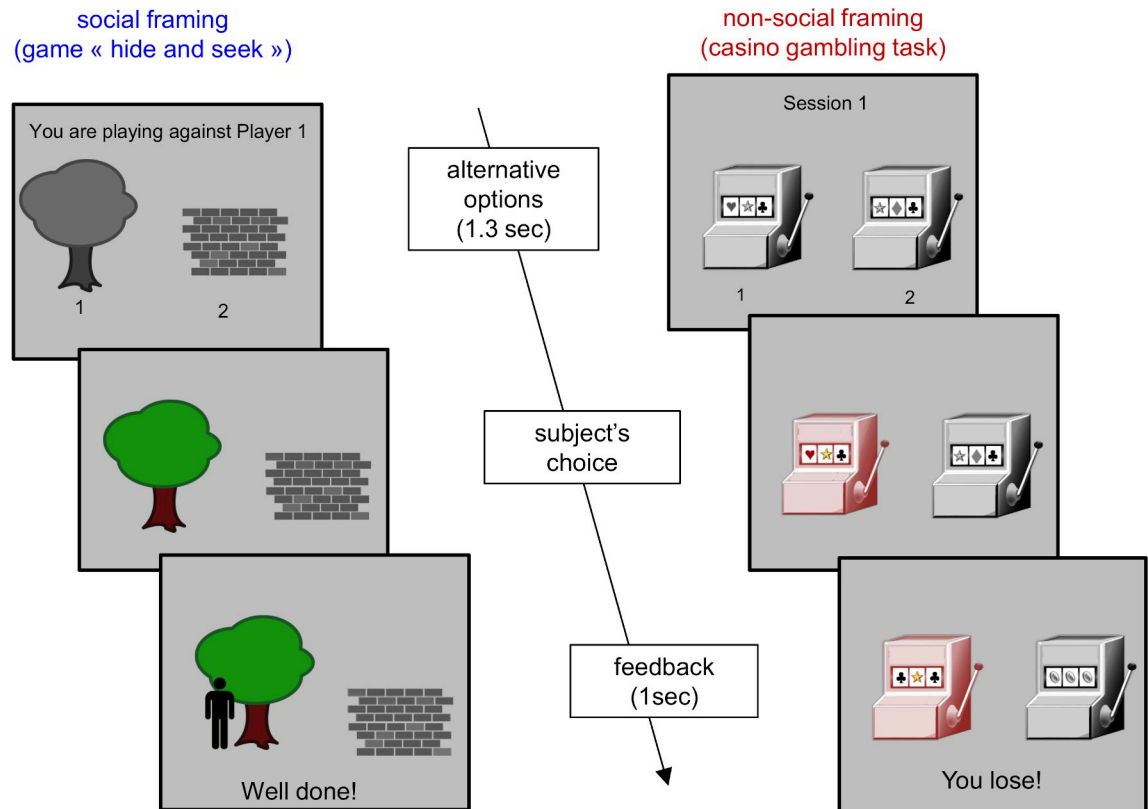 social framing
(game « hide and seek »)
non-social framing
(casino gambling task)
You are playing against Player 1
1
2
alternative
options
(1.3 sec)
Session 1
1
2
subject's
choice
feedback
(1sec)
Well done!
You lose!